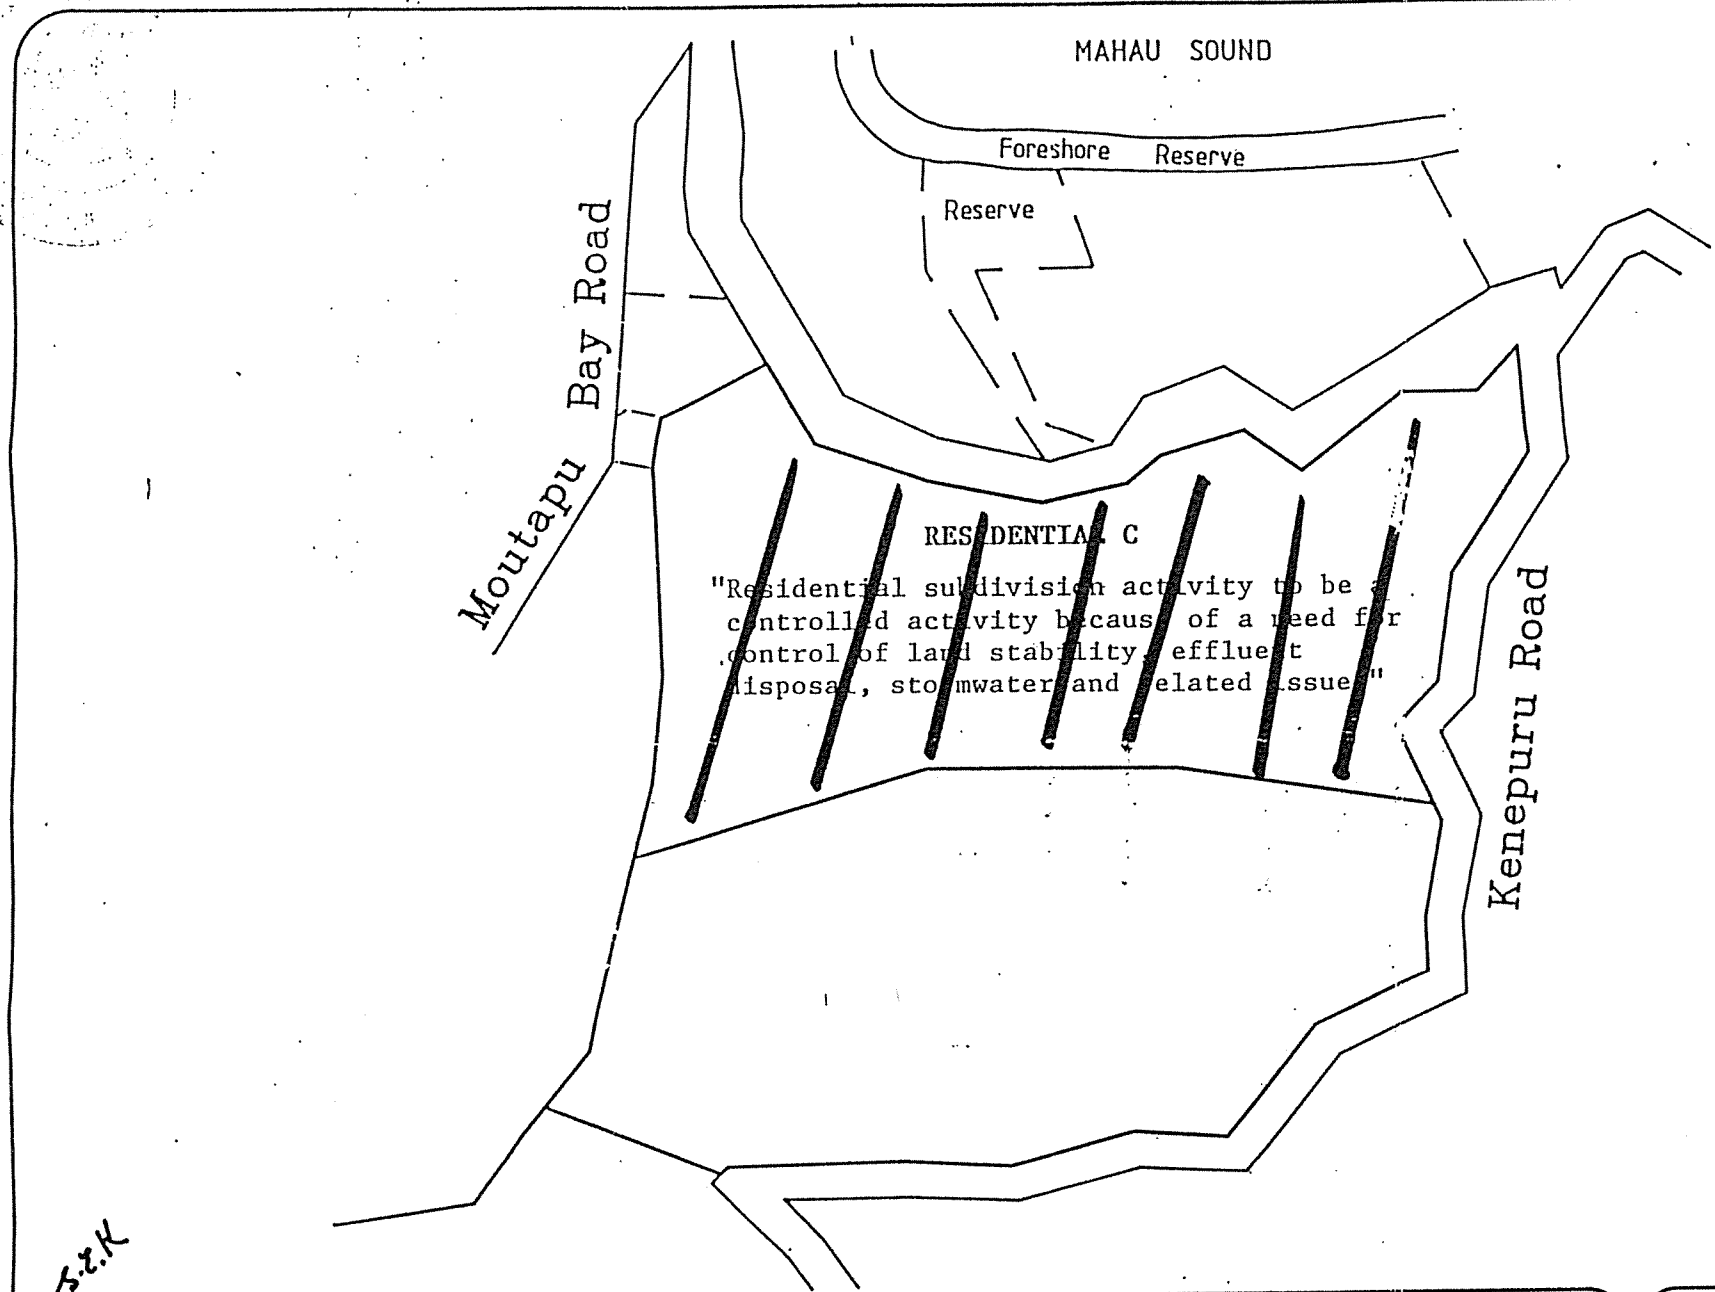 MAHAU SOUND
Foreshore Reserve
Reserve
Moutapu Bay Road
RESIDENTIAL C
"Residential subdivision activity to be a
controlled activity because of a need for
control of land stability, effluent
disposal, stormwater and related issues"
Kenepuru Road